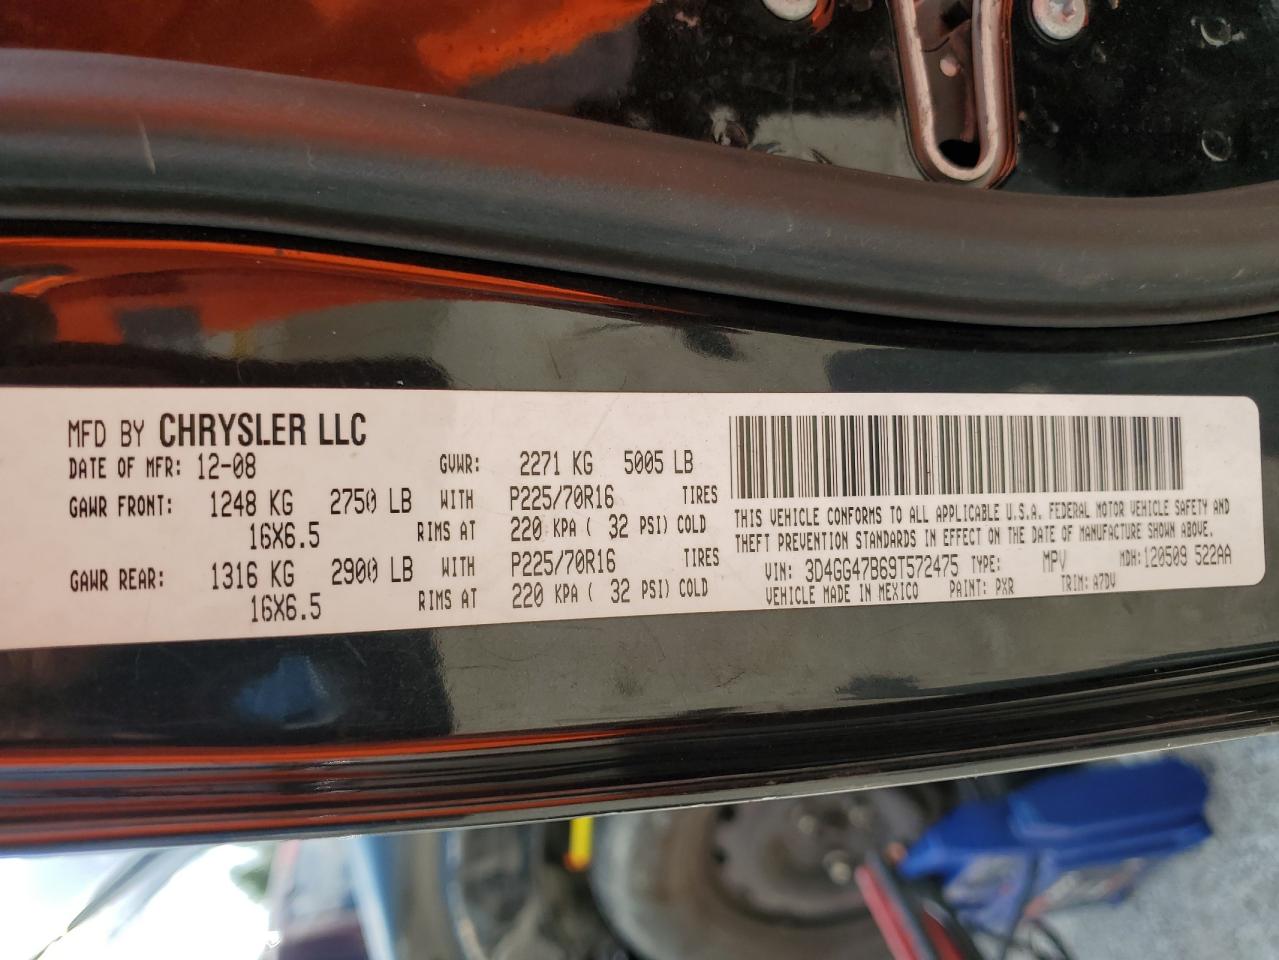 MFD BY CHRYSLER LLC
DATE OF MFR: 12-08 GVWR: 2271 KG 5005 LB
GAWR FRONT: 1248 KG 2750 LB WITH P225/70R16 TIRES
16X6.5 RIMS AT 220 KPA ( 32 PSI) COLD
GAWR REAR: 1316 KG 2900 LB WITH P225/70R16 TIRES
16X6.5 RIMS AT 220 KPA ( 32 PSI) COLD
THIS VEHICLE CONFORMS TO ALL APPLICABLE U.S.A. FEDERAL MOTOR VEHICLE SAFETY AND
THEFT PREVENTION STANDARDS IN EFFECT ON THE DATE OF MANUFACTURE SHOWN ABOVE.
VIN: 3D4GG47B69T572475 TYPE: MPV MDH: 120509 522AA
VEHICLE MADE IN MEXICO PAINT: PXR TRIM: A7DV